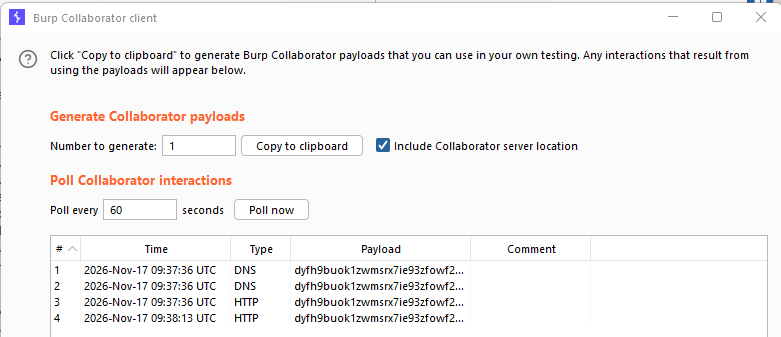 Burp Collaborator client
Click "Copy to clipboard" to generate Burp Collaborator payloads that you can use in your own testing. Any interactions that result from
using the payloads will appear below.
Generate Collaborator payloads
Number to generate: 1 Copy to clipboard Include Collaborator server location
Poll Collaborator interactions
Poll every 60 seconds Poll now
# Time Type Payload Comment
1 2026-Nov-17 09:37:36 UTC DNS dyfh9buok1zwmsrx7ie93zfowf2...
2 2026-Nov-17 09:37:36 UTC DNS dyfh9buok1zwmsrx7ie93zfowf2...
3 2026-Nov-17 09:37:36 UTC HTTP dyfh9buok1zwmsrx7ie93zfowf2...
4 2026-Nov-17 09:38:13 UTC HTTP dyfh9buok1zwmsrx7ie93zfowf2...